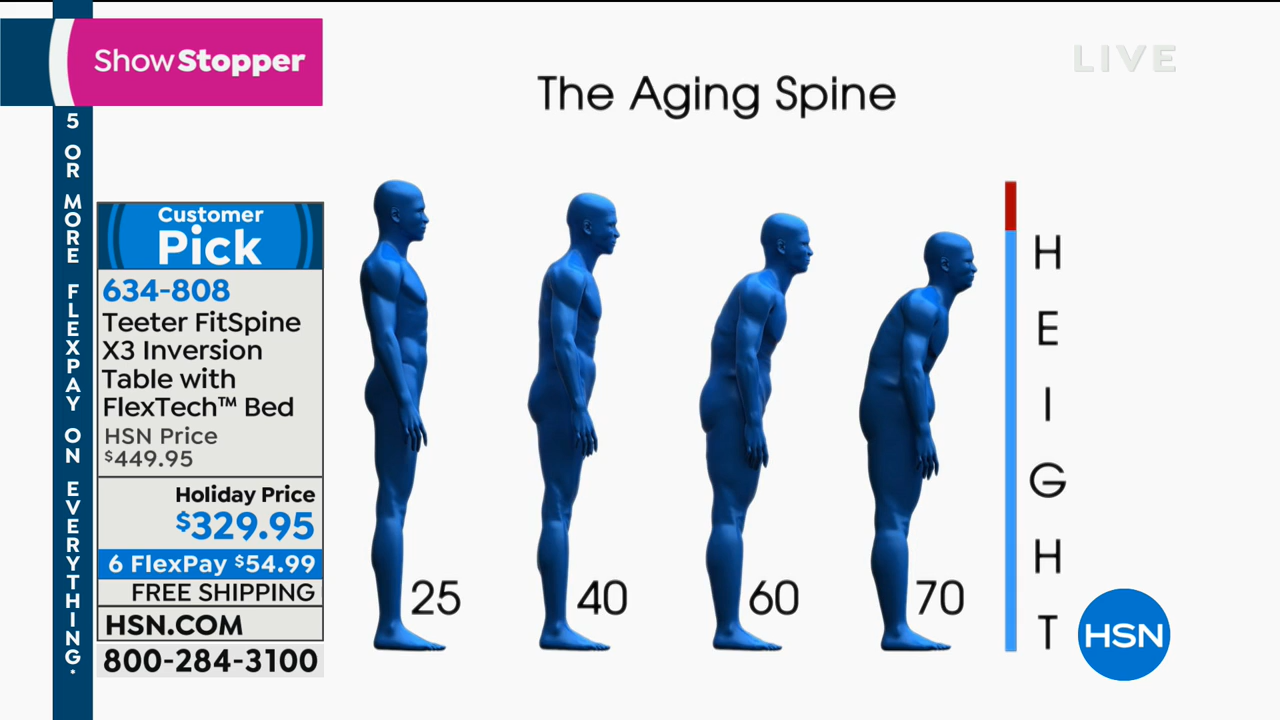 ShowStopper
LIVE
The Aging Spine
5 OR MORE FLEXPAY ON EVERYTHING.*
Customer
Pick
634-808
Teeter FitSpine
X3 Inversion
Table with
FlexTech™ Bed
HSN Price
$449.95
Holiday Price
$329.95
6 FlexPay $54.99
FREE SHIPPING
HSN.COM
800-284-3100
25
40
60
70
HEIGHT
HSN